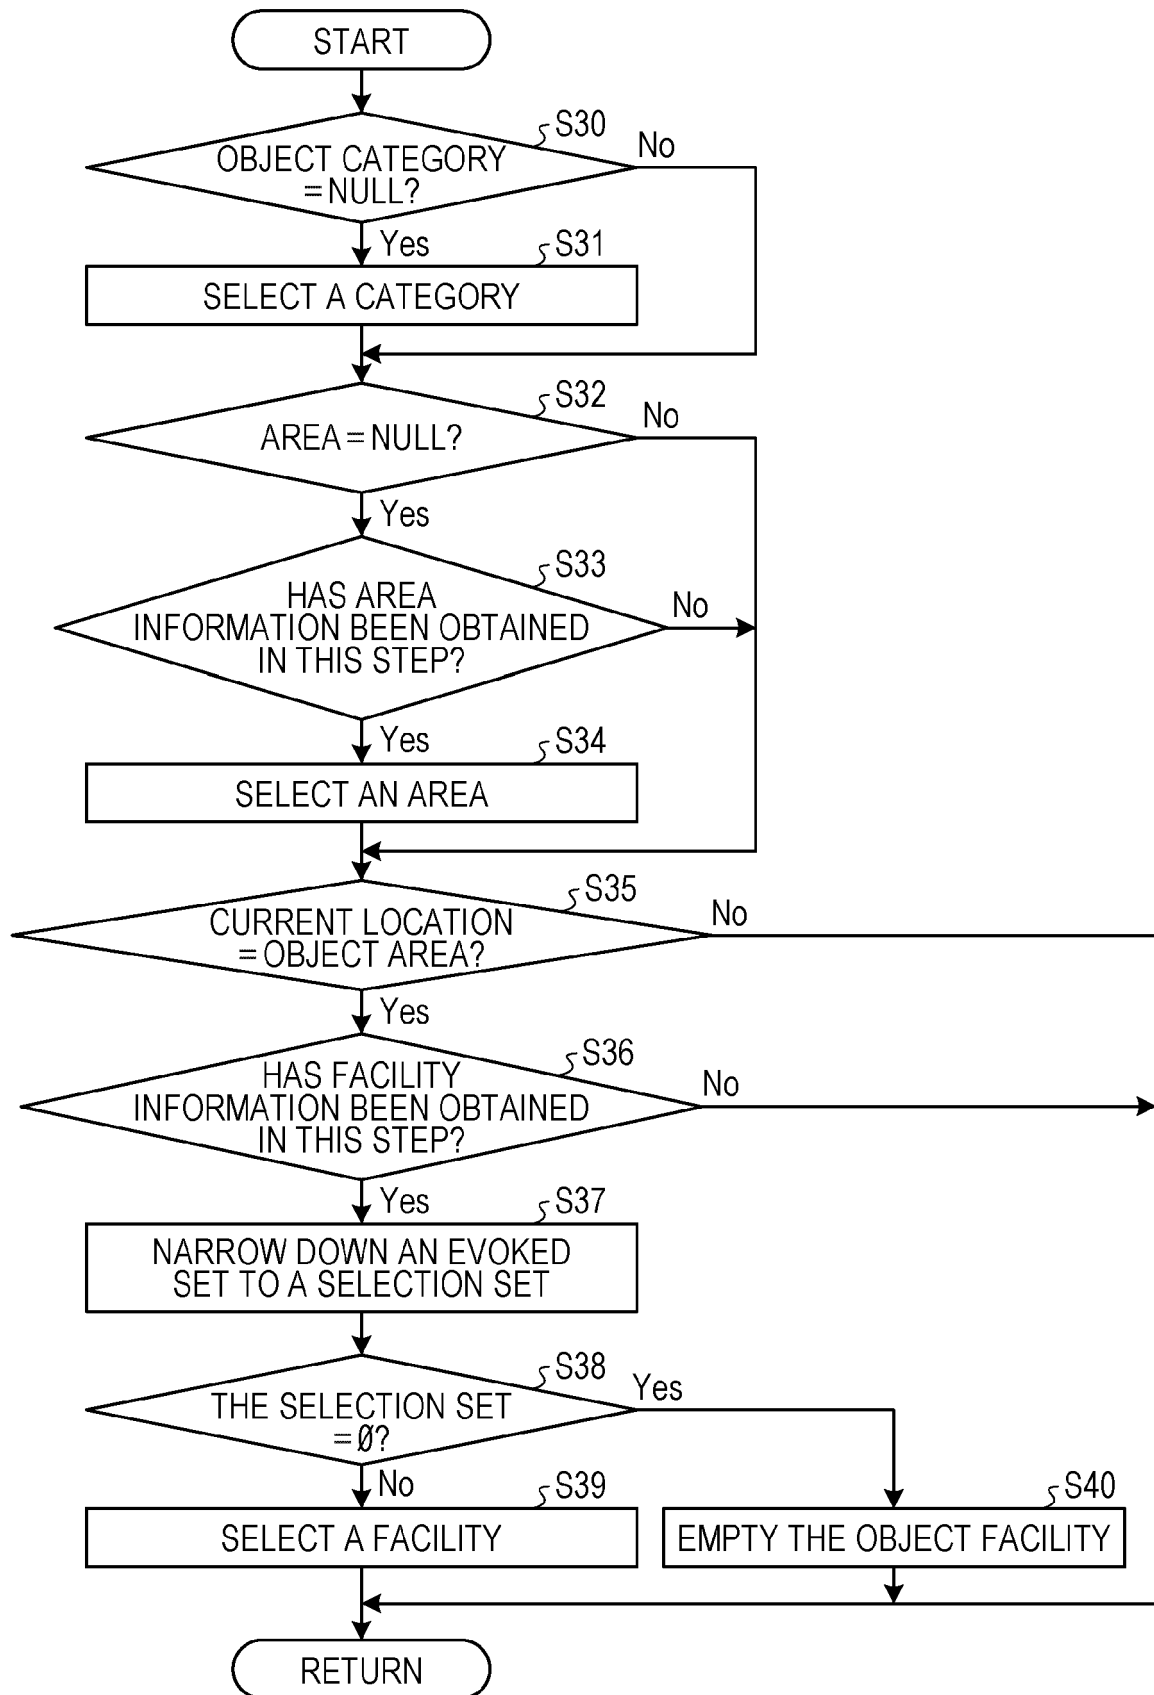 START
S30
OBJECT CATEGORY
=NULL?
No
Yes
S31
SELECT A CATEGORY
S32
AREA=NULL?
No
Yes
S33
HAS AREA
INFORMATION BEEN OBTAINED
IN THIS STEP?
No
Yes
S34
SELECT AN AREA
S35
CURRENT LOCATION
=OBJECT AREA?
No
Yes
S36
HAS FACILITY
INFORMATION BEEN OBTAINED
IN THIS STEP?
No
Yes
S37
NARROW DOWN AN EVOKED
SET TO A SELECTION SET
S38
THE SELECTION SET
=Ø?
Yes
No
S39
SELECT A FACILITY
S40
EMPTY THE OBJECT FACILITY
RETURN